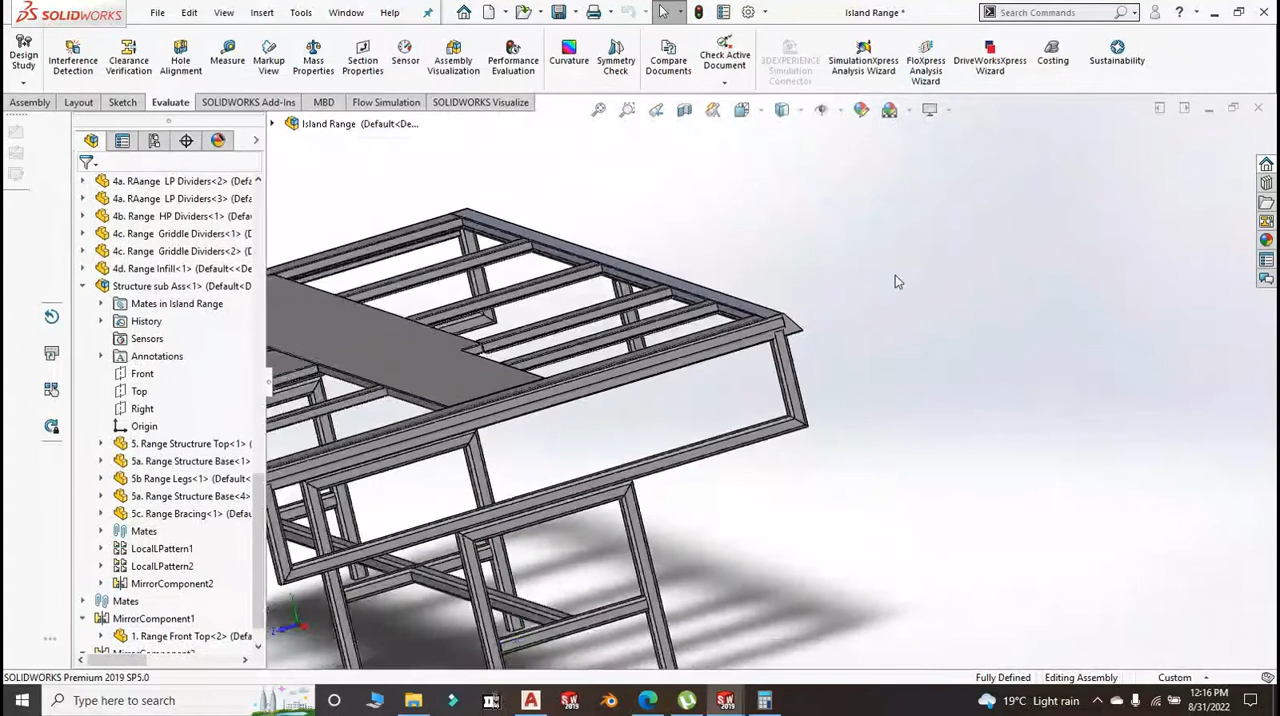 SOLIDWORKS File Edit View Insert Tools Window Help Island Range * Search Commands
Design Study Interference Detection Clearance Verification Hole Alignment Measure Markup View Mass Properties Section Properties Sensor Assembly Visualization Performance Evaluation Curvature Symmetry Check Compare Documents Check Active Document 3DEXPERIENCE Simulation Connector SimulationXpress Analysis Wizard FloXpress Analysis Wizard DriveWorksXpress Wizard Costing Sustainability
Assembly Layout Sketch Evaluate SOLIDWORKS Add-Ins MBD Flow Simulation SOLIDWORKS Visualize
Island Range (Default<De...
4a. RAange LP Dividers<2> (Defa
4a. RAange LP Dividers<3> (Defa
4b. Range HP Dividers<1> (Defau
4c. Range Griddle Dividers<1> (D
4c. Range Griddle Dividers<2> (D
4d. Range Infill<1> (Default<<De
Structure sub Ass<1> (Default<D
Mates in Island Range
History
Sensors
Annotations
Front
Top
Right
Origin
5. Range Structrure Top<1> (
5a. Range Structure Base<1>
5b Range Legs<1> (Default<
5a. Range Structure Base<4>
5c. Range Bracing<1> (Defau
Mates
LocalLPattern1
LocalLPattern2
MirrorComponent2
Mates
MirrorComponent1
1. Range Front Top<2> (Defa
SOLIDWORKS Premium 2019 SP5.0 Fully Defined Editing Assembly Custom
Type here to search 19°C Light rain 12:16 PM
8/31/2022